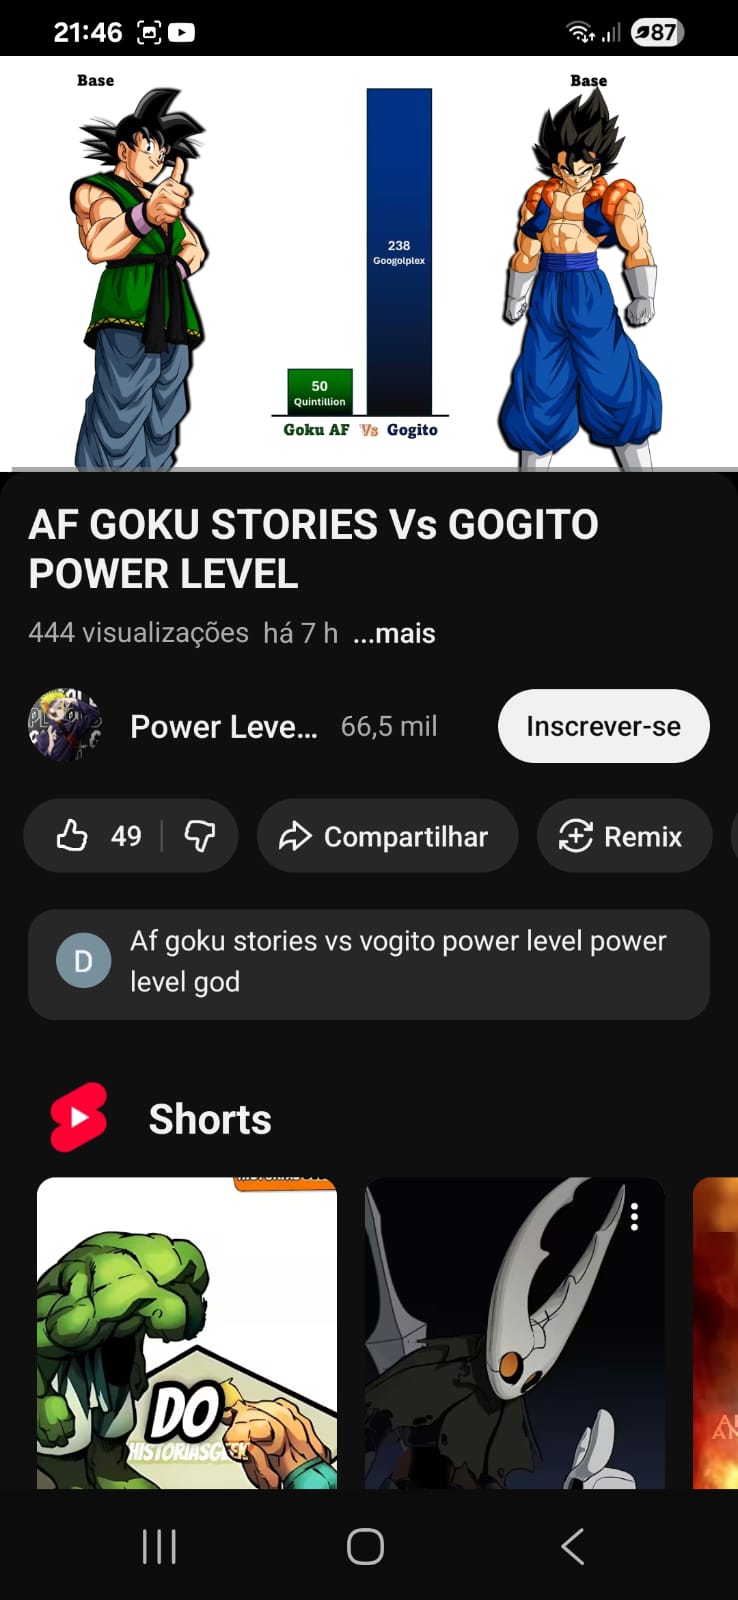 21:46
87
Base
Base
238
Googolplex
50
Quintillion
Goku AF Vs Gogito
AF GOKU STORIES Vs GOGITO
POWER LEVEL
444 visualizações há 7 h ...mais
Power Leve... 66,5 mil
Inscrever-se
49
Compartilhar
Remix
D
Af goku stories vs vogito power level power
level god
Shorts
DO
HISTORIASGEEK